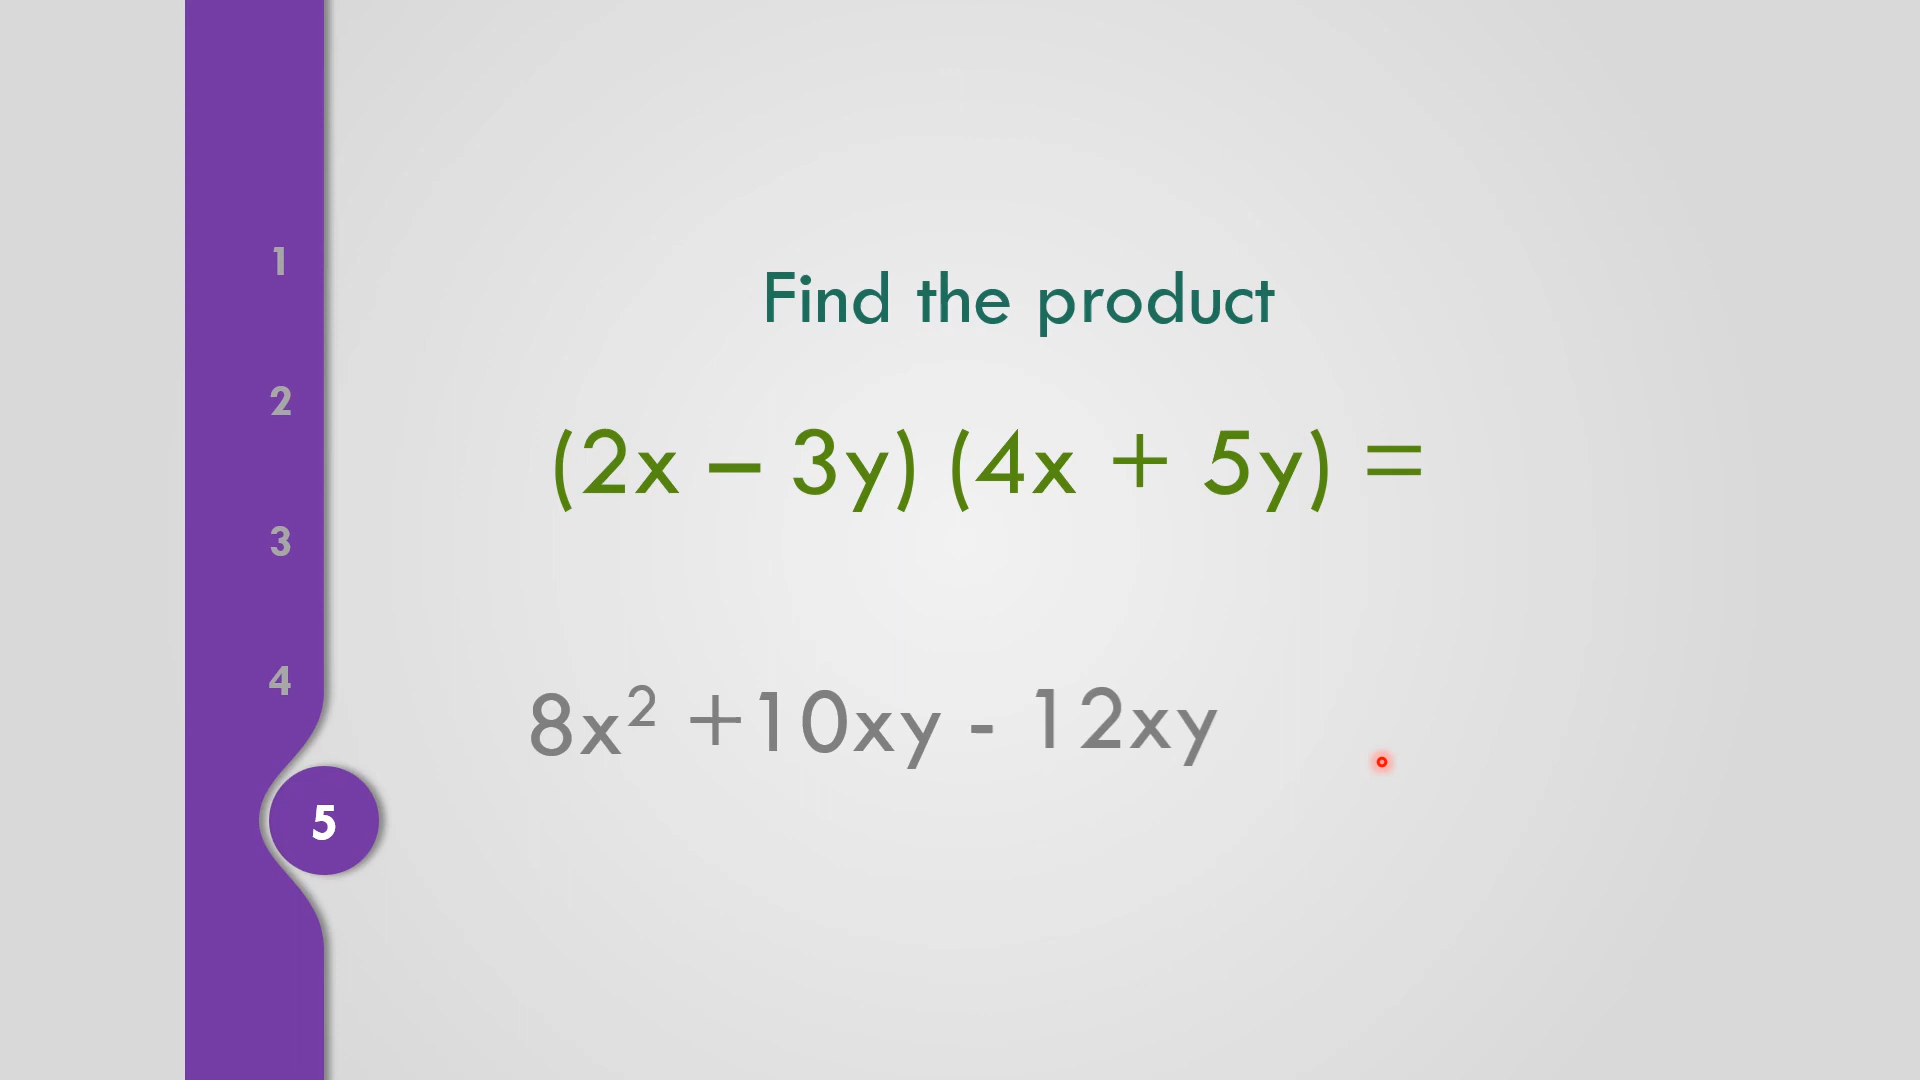 1
2
3
4
5
Find the product
(2x – 3y) (4x + 5y) =
8x² +10xy - 12xy